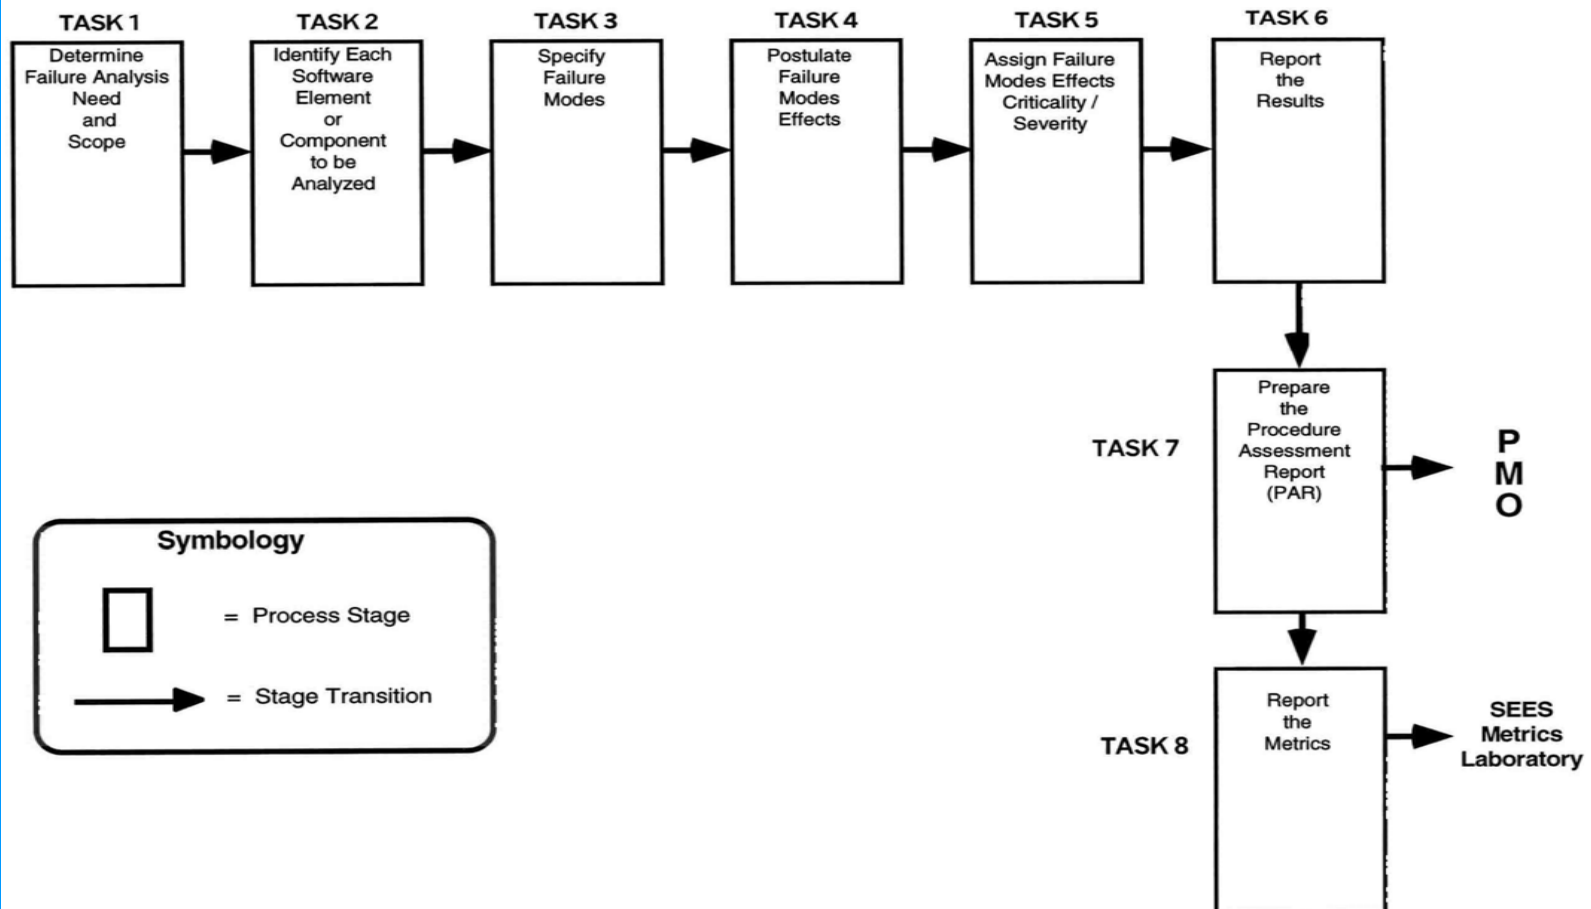 TASK 1
Determine
Failure Analysis
Need
and
Scope
TASK 2
Identify Each
Software
Element
or
Component
to be
Analyzed
TASK 3
Specify
Failure
Modes
TASK 4
Postulate
Failure
Modes
Effects
TASK 5
Assign Failure
Modes Effects
Criticality /
Severity
TASK 6
Report
the
Results
TASK 7
Prepare
the
Procedure
Assessment
Report
(PAR)
P
M
O
TASK 8
Report
the
Metrics
SEES
Metrics
Laboratory
Symbology
= Process Stage
= Stage Transition